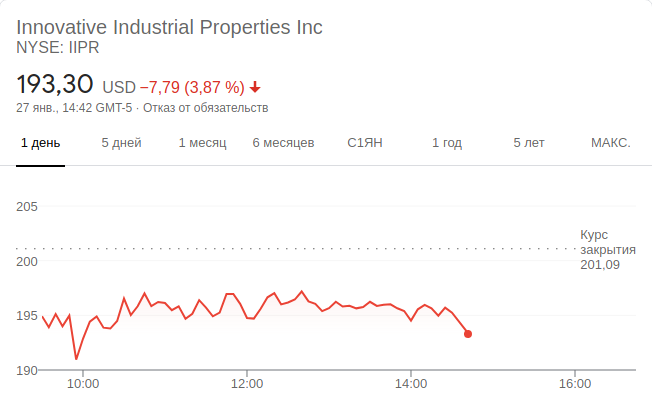 Innovative Industrial Properties Inc
NYSE: IIPR
193,30 USD −7,79 (3,87 %)
27 янв., 14:42 GMT-5 · Отказ от обязательств
1 день 5 дней 1 месяц 6 месяцев С1ЯН 1 год 5 лет МАКС.
205
Курс
закрытия
201,09
200
195
190
10:00 12:00 14:00 16:00